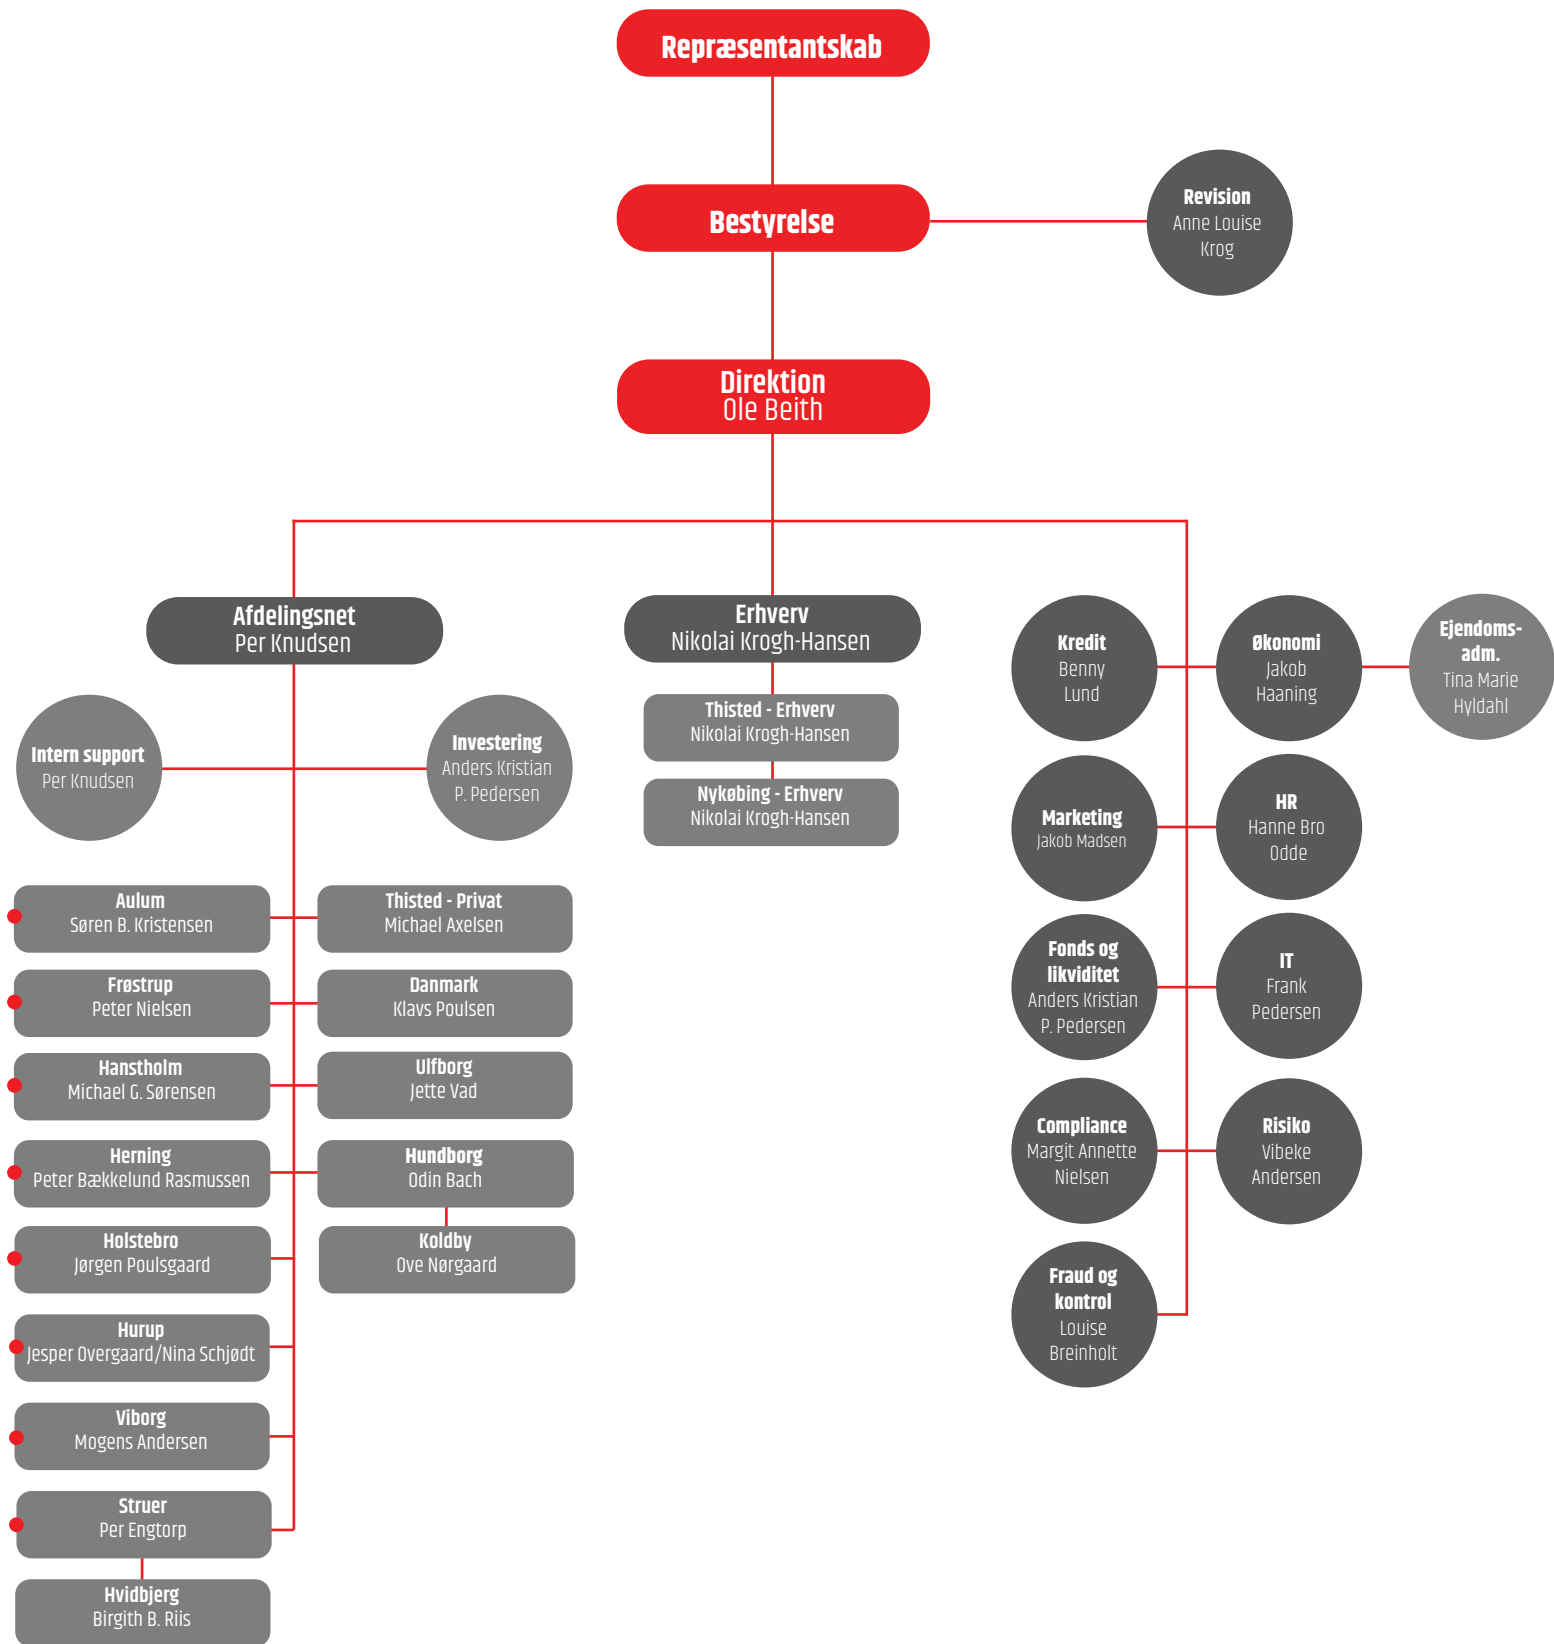 Repræsentantskab
Bestyrelse
Revision
Anne Louise
Krog
Direktion
Ole Beith
Afdelingsnet
Per Knudsen
Intern support
Per Knudsen
Investering
Anders Kristian
P. Pedersen
Aulum
Søren B. Kristensen
Thisted - Privat
Michael Axelsen
Frøstrup
Peter Nielsen
Danmark
Klavs Poulsen
Hanstholm
Michael G. Sørensen
Ulfborg
Jette Vad
Herning
Peter Bækkelund Rasmussen
Hundborg
Odin Bach
Holstebro
Jørgen Poulsgaard
Koldby
Ove Nørgaard
Hurup
Jesper Overgaard/Nina Schjødt
Viborg
Mogens Andersen
Struer
Per Engtorp
Hvidbjerg
Birgith B. Riis
Erhverv
Nikolai Krogh-Hansen
Thisted - Erhverv
Nikolai Krogh-Hansen
Nykøbing - Erhverv
Nikolai Krogh-Hansen
Kredit
Benny
Lund
Økonomi
Jakob
Haaning
Ejendoms-
adm.
Tina Marie
Hyldahl
Marketing
Jakob Madsen
HR
Hanne Bro
Odde
Fonds og
likviditet
Anders Kristian
P. Pedersen
IT
Frank
Pedersen
Compliance
Margit Annette
Nielsen
Risiko
Vibeke
Andersen
Fraud og
kontrol
Louise
Breinholt